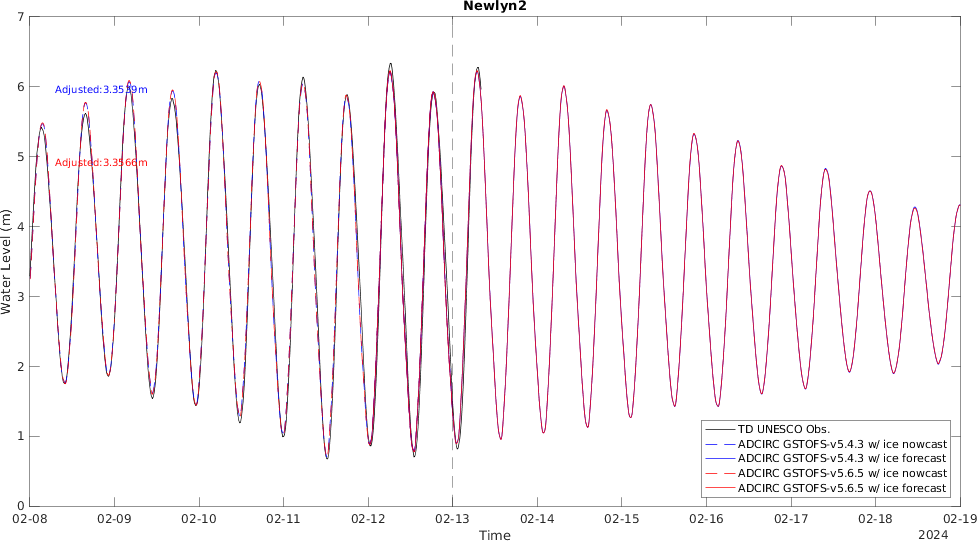 Newlyn2
7
6
5
4
3
2
1
0
Water Level (m)
Adjusted:3.3539m
Adjusted:3.3566m
TD UNESCO Obs.
ADCIRC GSTOFS-v5.4.3 w/ ice nowcast
ADCIRC GSTOFS-v5.4.3 w/ ice forecast
ADCIRC GSTOFS-v5.6.5 w/ ice nowcast
ADCIRC GSTOFS-v5.6.5 w/ ice forecast
02-08 02-09 02-10 02-11 02-12 02-13 02-14 02-15 02-16 02-17 02-18 02-19
Time
2024